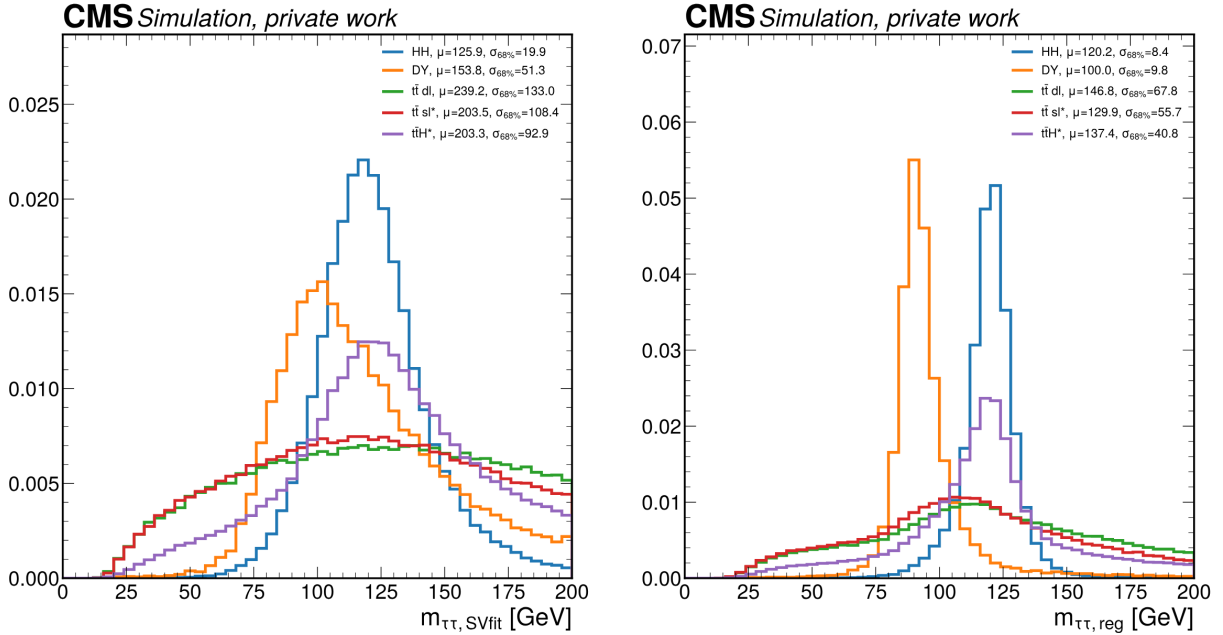 CMS Simulation, private work
HH, μ=125.9, σ68%=19.9
DY, μ=153.8, σ68%=51.3
tt̄ dl, μ=239.2, σ68%=133.0
tt̄ sl*, μ=203.5, σ68%=108.4
tt̄H*, μ=203.3, σ68%=92.9
0.025
0.020
0.015
0.010
0.005
0.000
0 25 50 75 100 125 150 175 200
mττ, SVfit [GeV]
CMS Simulation, private work
HH, μ=120.2, σ68%=8.4
DY, μ=100.0, σ68%=9.8
tt̄ dl, μ=146.8, σ68%=67.8
tt̄ sl*, μ=129.9, σ68%=55.7
tt̄H*, μ=137.4, σ68%=40.8
0.07
0.06
0.05
0.04
0.03
0.02
0.01
0.00
0 25 50 75 100 125 150 175 200
mττ, reg [GeV]